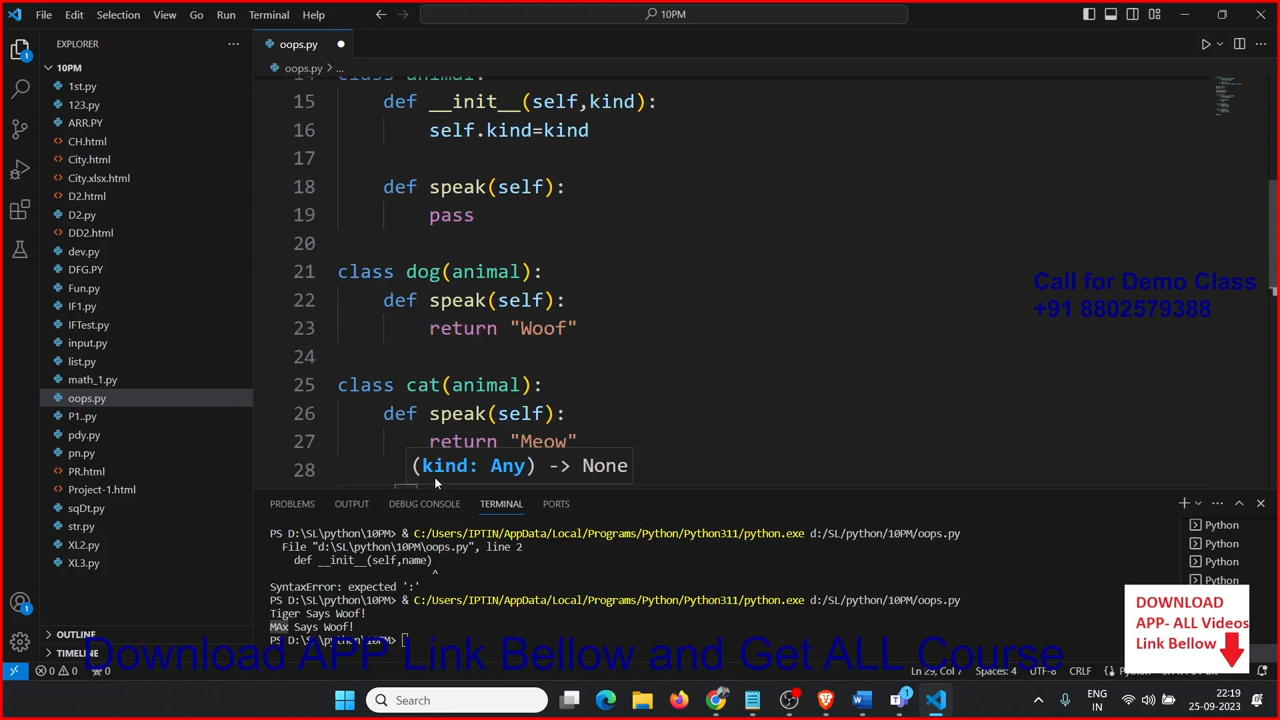 File Edit Selection View Go Run Terminal Help
10PM
EXPLORER
10PM
1st.py
123.py
ARR.PY
CH.html
City.html
City.xlsx.html
D2.html
D2.py
DD2.html
dev.py
DFG.PY
Fun.py
IF1.py
IFTest.py
input.py
list.py
math_1.py
oops.py
P1..py
pdy.py
pn.py
PR.html
Project-1.html
sqDt.py
str.py
XL2.py
XL3.py
OUTLINE
TIMELINE
oops.py
oops.py > ...
15 def __init__(self,kind):
16 self.kind=kind
17
18 def speak(self):
19 pass
20
21 class dog(animal):
22 def speak(self):
23 return "Woof"
24
25 class cat(animal):
26 def speak(self):
27 return "Meow"
28
(kind: Any) -> None
Call for Demo Class
+91 8802579388
PROBLEMS OUTPUT DEBUG CONSOLE TERMINAL PORTS
PS D:\SL\python\10PM> & C:/Users/IPTIN/AppData/Local/Programs/Python/Python311/python.exe d:/SL/python/10PM/oops.py
File "d:\SL\python\10PM\oops.py", line 2
def __init__(self,name)
^
SyntaxError: expected ':'
PS D:\SL\python\10PM> & C:/Users/IPTIN/AppData/Local/Programs/Python/Python311/python.exe d:/SL/python/10PM/oops.py
Tiger Says Woof!
MAx Says Woof!
PS D:\SL\python\10PM>
Python
Python
Python
Python
DOWNLOAD
APP- ALL Videos
Link Bellow
Download APP Link Bellow and Get ALL Course
0 0 0
Ln 29, Col 7 Spaces: 4 UTF-8 CRLF
Search
ENG
IN
22:19
25-09-2023